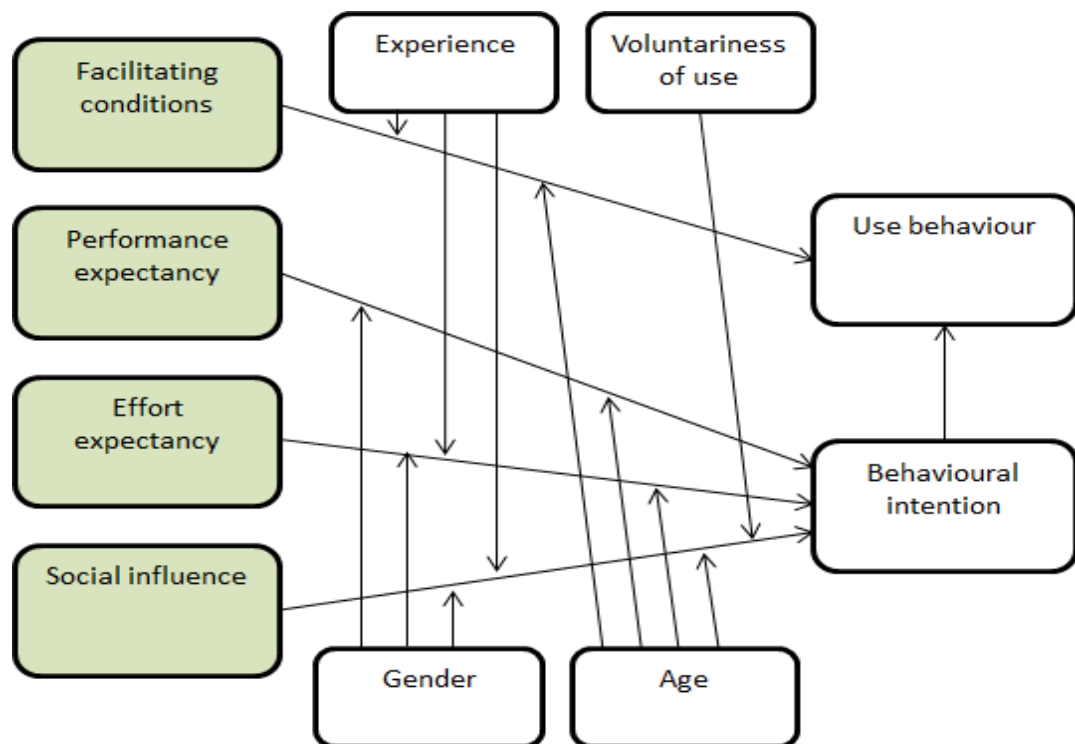 Facilitating
conditions
Experience
Voluntariness
of use
Performance
expectancy
Use behaviour
Effort
expectancy
Behavioural
intention
Social influence
Gender
Age